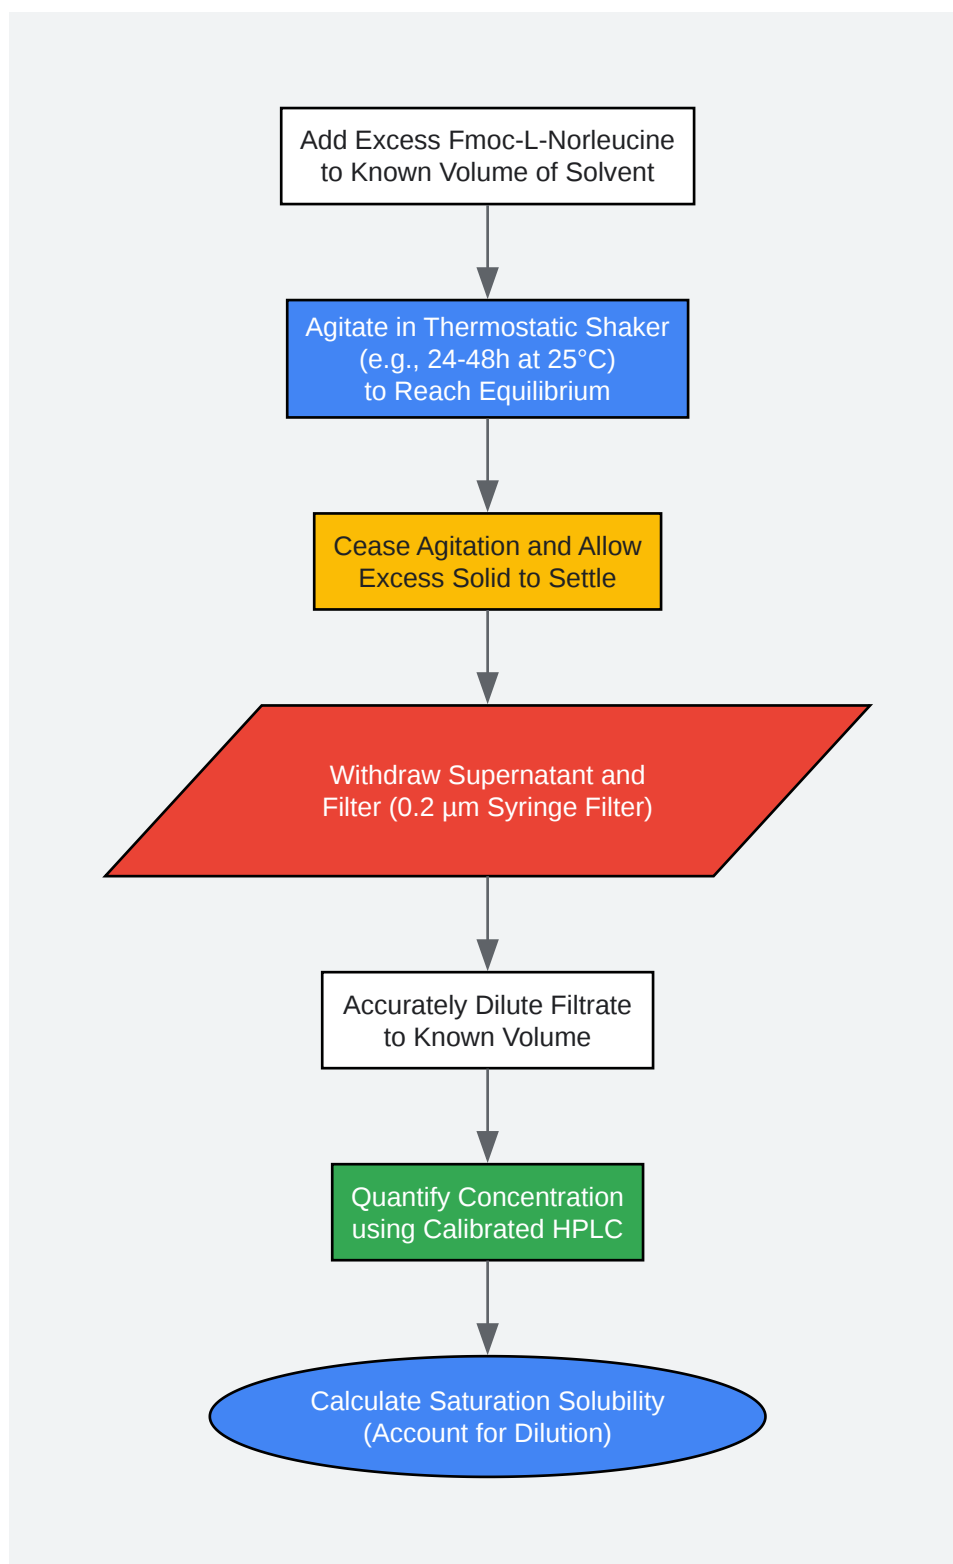 Add Excess Fmoc-L-Norleucine
to Known Volume of Solvent
Agitate in Thermostatic Shaker
(e.g., 24-48h at 25°C)
to Reach Equilibrium
Cease Agitation and Allow
Excess Solid to Settle
Withdraw Supernatant and
Filter (0.2 µm Syringe Filter)
Accurately Dilute Filtrate
to Known Volume
Quantify Concentration
using Calibrated HPLC
Calculate Saturation Solubility
(Account for Dilution)